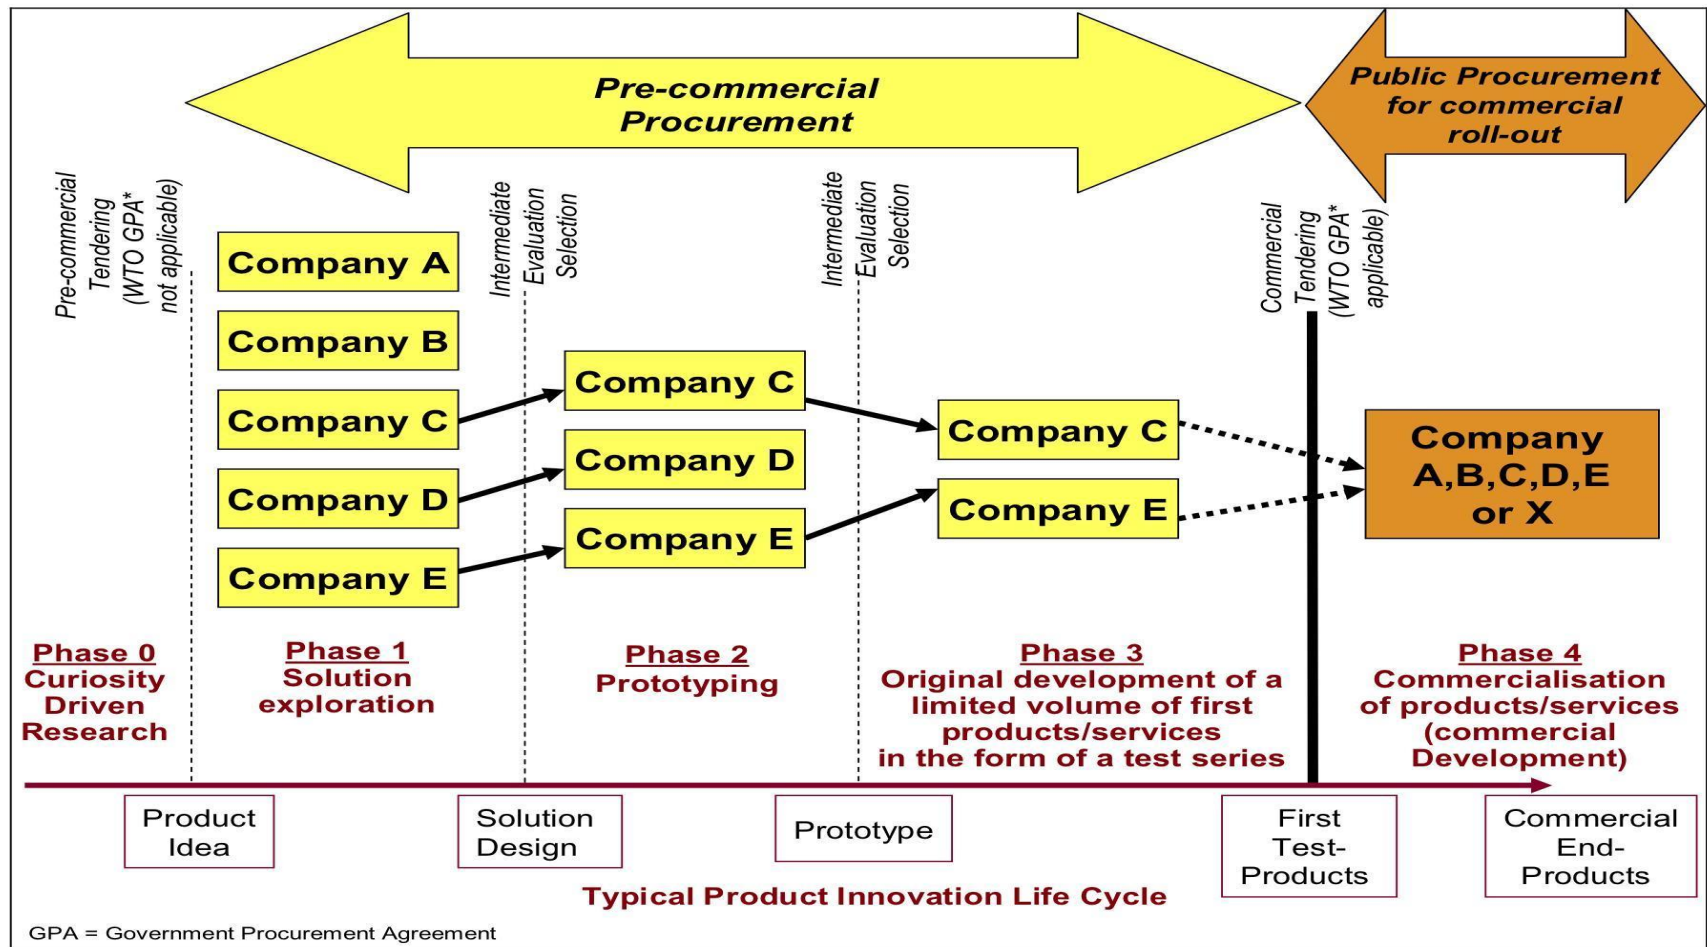 Pre-commercial
Procurement
Public Procurement
for commercial
roll-out
Pre-commercial
Tendering
(WTO GPA*
not applicable)
Intermediate
Evaluation
Selection
Intermediate
Evaluation
Selection
Commercial
Tendering
(WTO GPA*
applicable)
Company A
Company B
Company C
Company D
Company E
Company C
Company D
Company E
Company C
Company E
Company
A,B,C,D,E
or X
Phase 0
Curiosity
Driven
Research
Phase 1
Solution
exploration
Phase 2
Prototyping
Phase 3
Original development of a
limited volume of first
products/services
in the form of a test series
Phase 4
Commercialisation
of products/services
(commercial
Development)
Product
Idea
Solution
Design
Prototype
First
Test-
Products
Commercial
End-
Products
Typical Product Innovation Life Cycle
GPA = Government Procurement Agreement